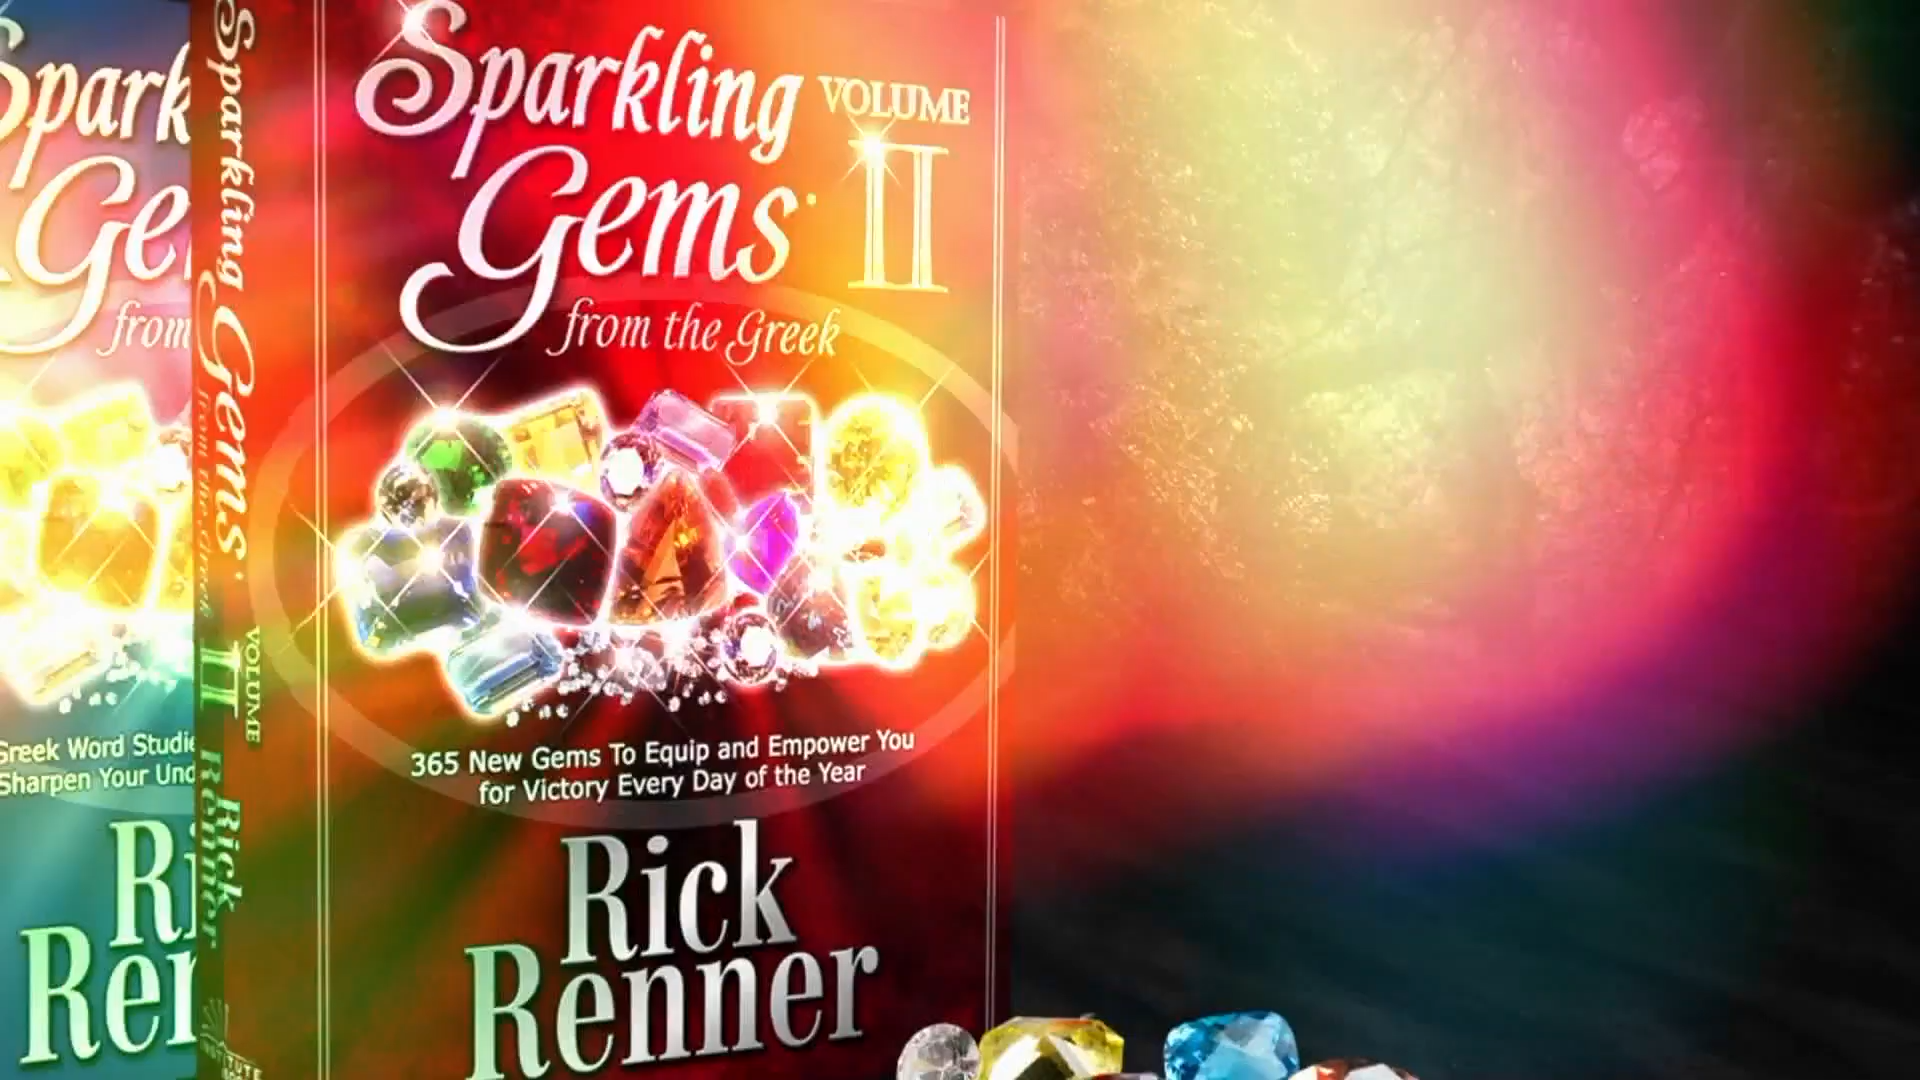 Spark
Ge
from
Greek Word Studie
Sharpen Your Und
Ri
Ren
Sparkling Gems from the Greek VOLUME II Rick Renner
Sparkling
Gems
from the Greek
VOLUME
II
365 New Gems To Equip and Empower You
for Victory Every Day of the Year
Rick
Renner